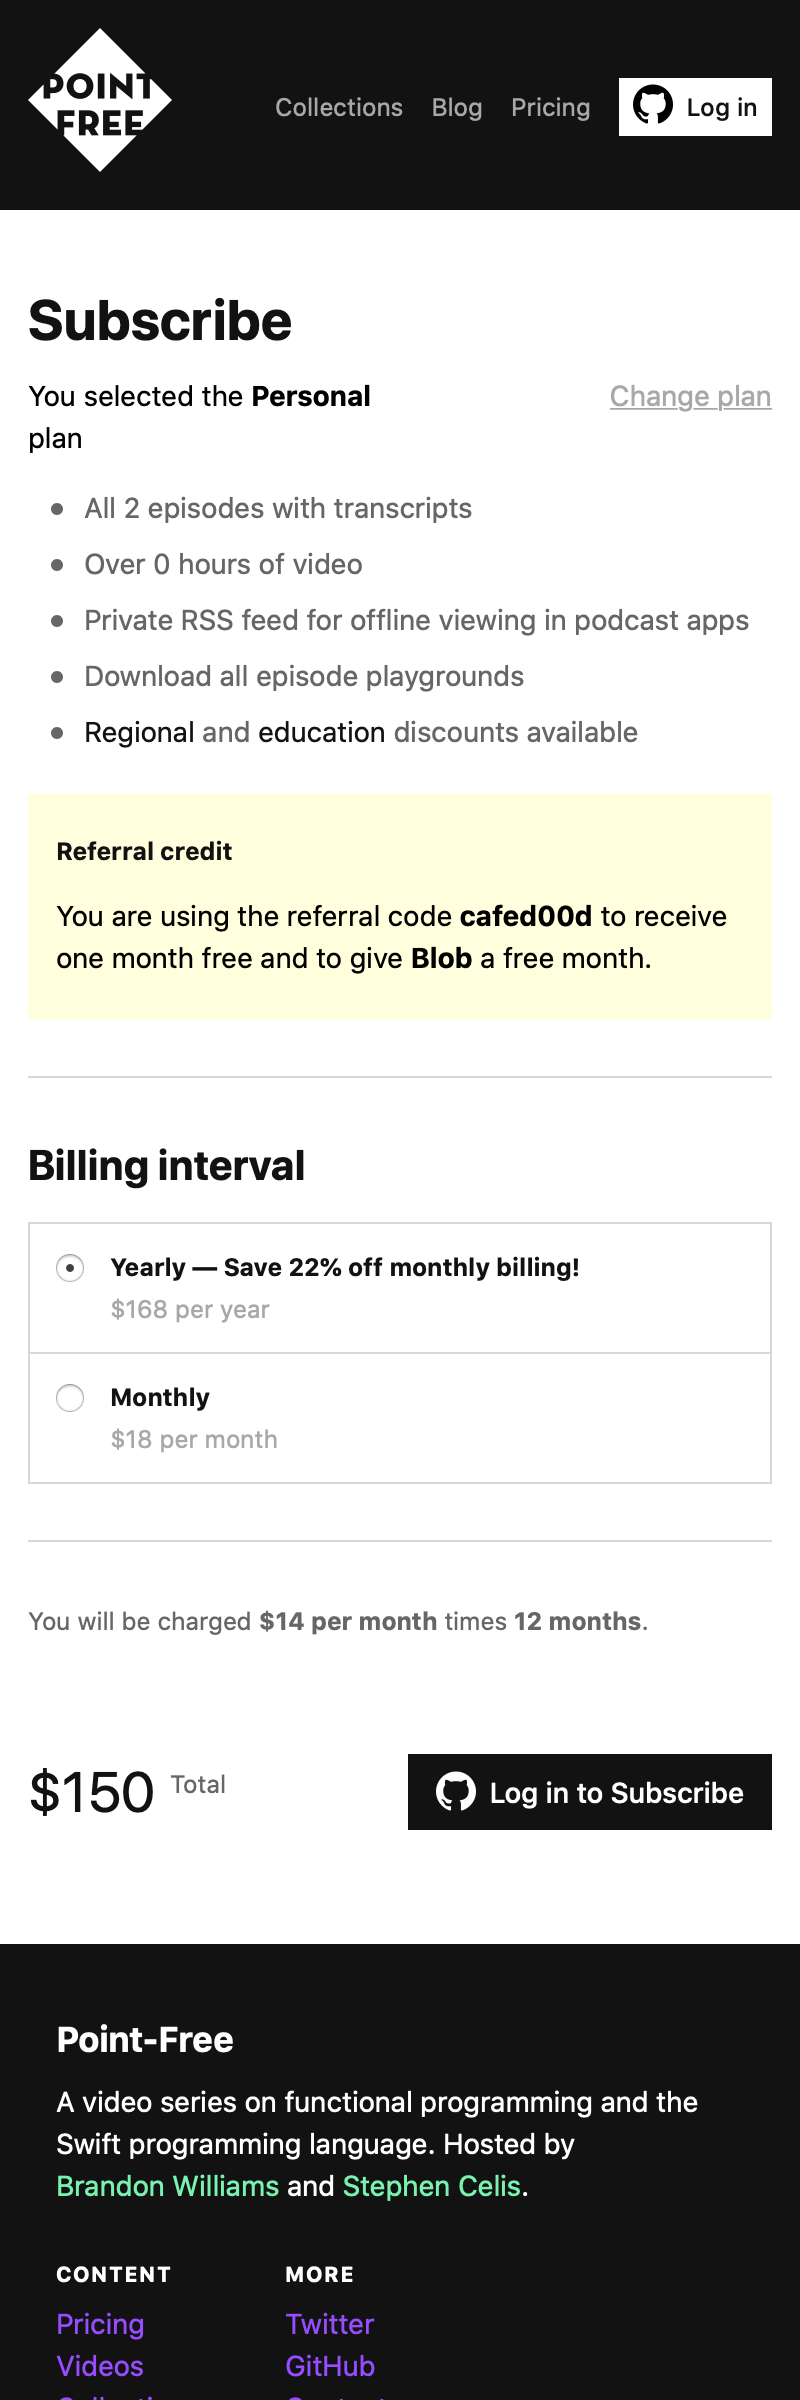 POINT
FREE
Collections Blog Pricing Log in
Subscribe
You selected the Personal plan
Change plan
All 2 episodes with transcripts
Over 0 hours of video
Private RSS feed for offline viewing in podcast apps
Download all episode playgrounds
Regional and education discounts available
Referral credit
You are using the referral code cafed00d to receive
one month free and to give Blob a free month.
Billing interval
Yearly — Save 22% off monthly billing!
$168 per year
Monthly
$18 per month
You will be charged $14 per month times 12 months.
$150 Total
Log in to Subscribe
Point-Free
A video series on functional programming and the
Swift programming language. Hosted by
Brandon Williams and Stephen Celis.
CONTENT
Pricing
Videos
MORE
Twitter
GitHub